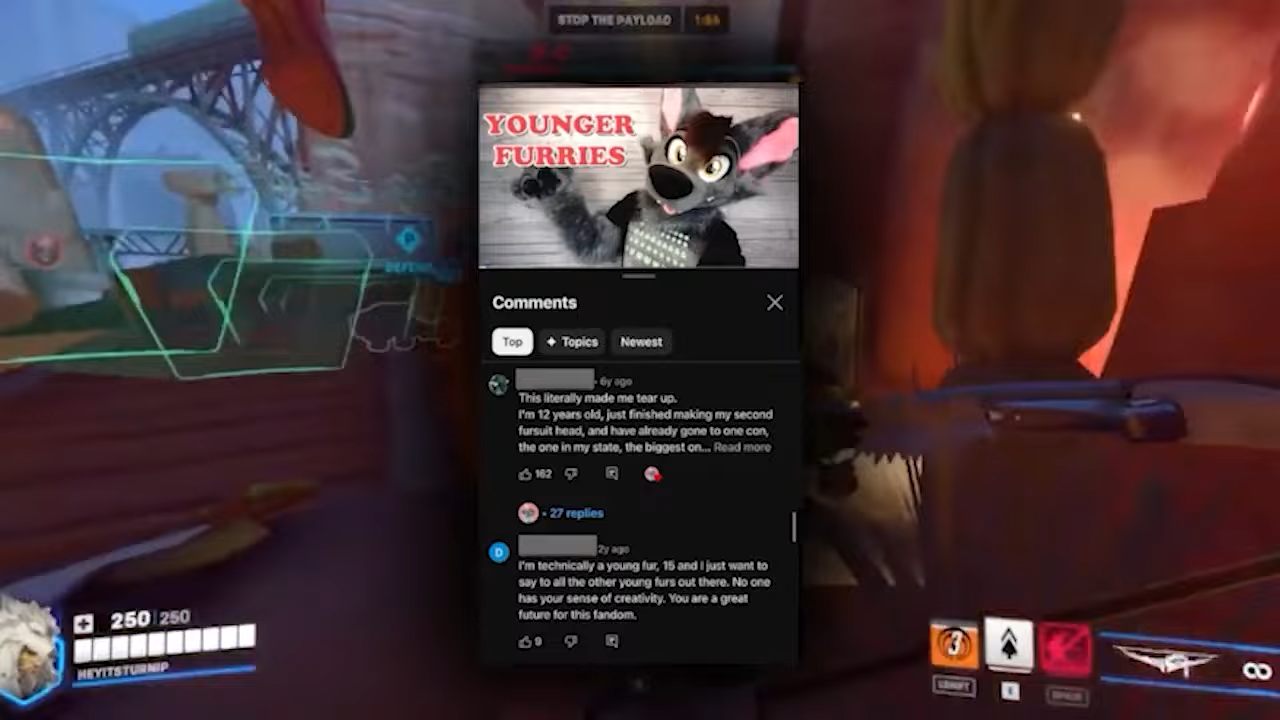 STOP THE PAYLOAD
YOUNGER
FURRIES
Comments
Top
Topics
Newest
6y ago
This literally made me tear up.
I'm 12 years old, just finished making my second
fursuit head, and have already gone to one con,
the one in my state, the biggest on... Read more
162
27 replies
D
2y ago
I'm technically a young fur, 15 and I just want to
say to all the other young furs out there. No one
has your sense of creativity. You are a great
future for this fandom.
9
250 250
HEYITSTURNIP
3
LSHIFT
E